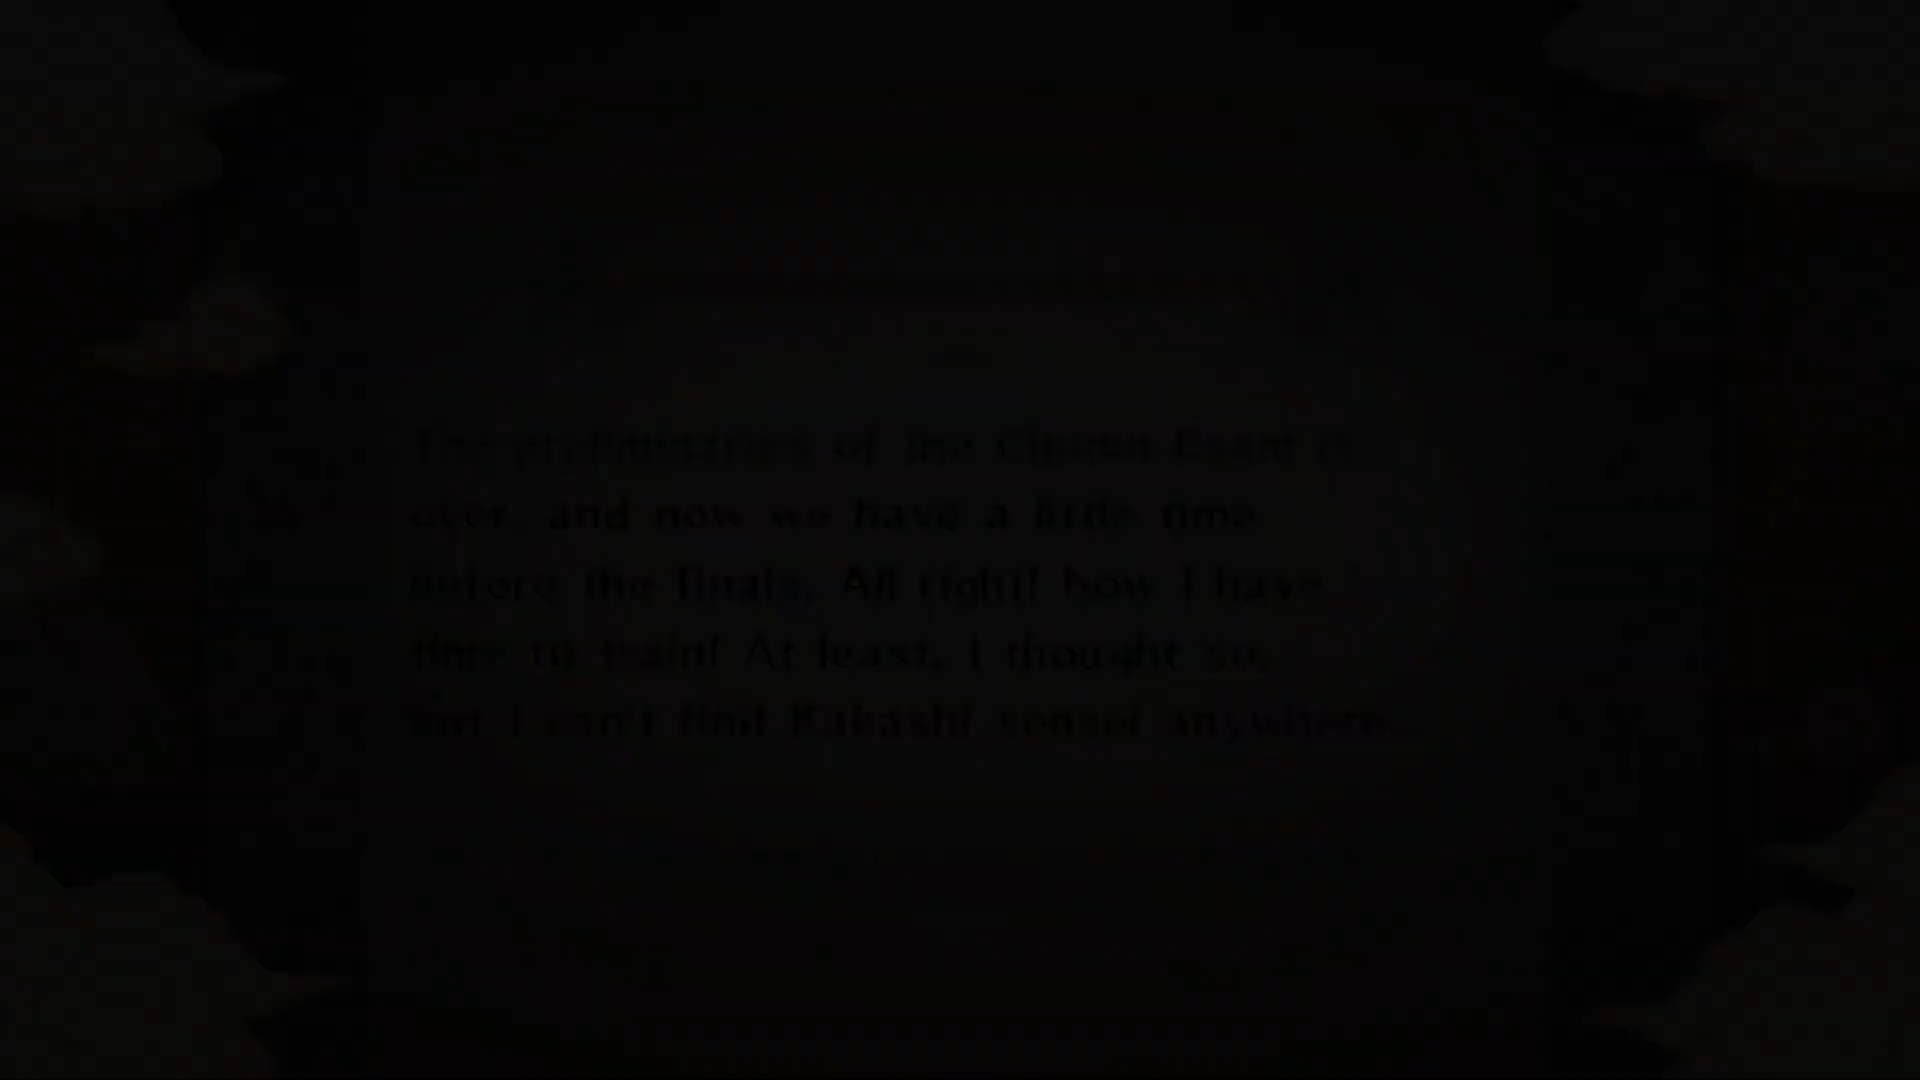 The preliminaries of the Chunin Exam is
over, and now we have a little time
before the finals. All right! Now I have
time to train! At least, I thought so,
but I can't find Kakashi sensei anywhere.